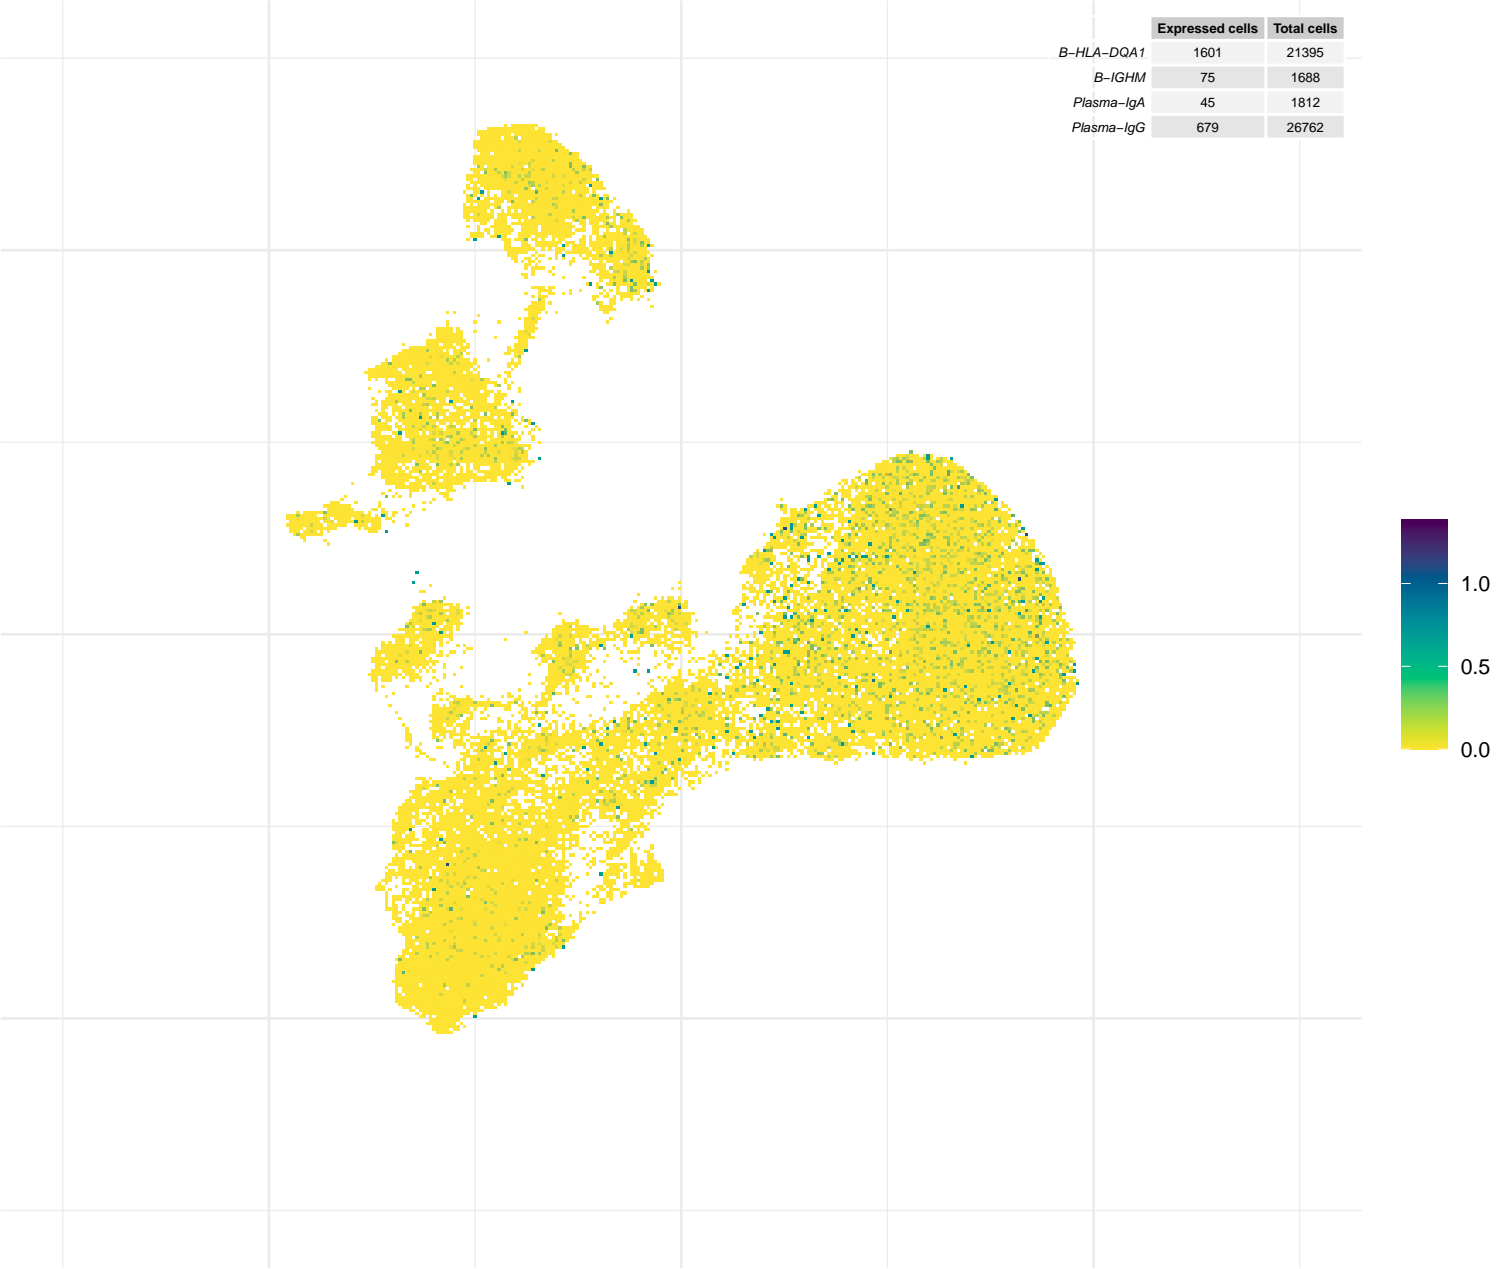 Expressed cells Total cells
B−HLA−DQA1 1601 21395
B−IGHM 75 1688
Plasma−IgA 45 1812
Plasma−IgG 679 26762
1.0
0.5
0.0